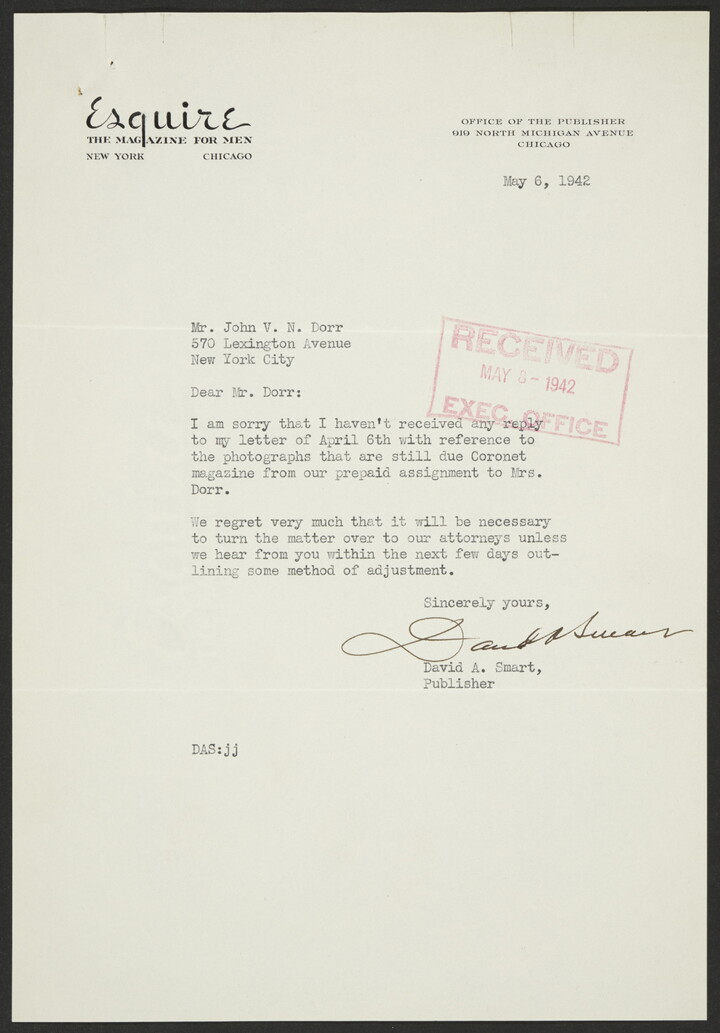 Esquire
THE MAGAZINE FOR MEN
NEW YORK CHICAGO
OFFICE OF THE PUBLISHER
919 NORTH MICHIGAN AVENUE
CHICAGO
May 6, 1942
Mr. John V. N. Dorr
570 Lexington Avenue
New York City
RECEIVED
MAY 8 - 1942
EXEC. OFFICE
Dear Mr. Dorr:
I am sorry that I haven't received any reply
to my letter of April 6th with reference to
the photographs that are still due Coronet
magazine from our prepaid assignment to Mrs.
Dorr.
We regret very much that it will be necessary
to turn the matter over to our attorneys unless
we hear from you within the next few days out-
lining some method of adjustment.
Sincerely yours,
David A Smart
David A. Smart,
Publisher
DAS:jj